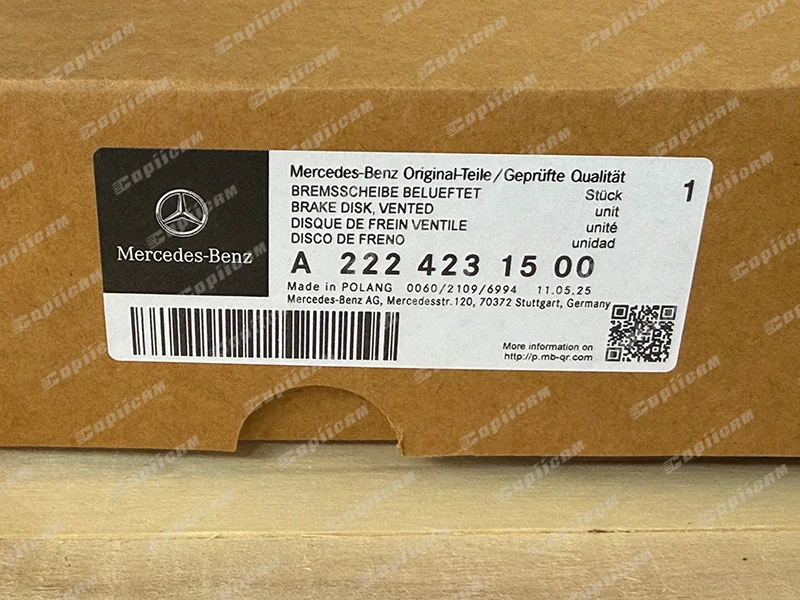 Mercedes-Benz
Mercedes-Benz Original-Teile/Geprüfte Qualität
BREMSSCHEIBE BELUEFTET
BRAKE DISK, VENTED
DISQUE DE FREIN VENTILE
DISCO DE FRENO
Stück
unit
unité
unidad
1
A 222 423 15 00
Made in POLANG 0060/2109/6994 11.05.25
Mercedes-Benz AG, Mercedesstr. 120, 70372 Stuttgart, Germany
More information on
http://p.mb-qr.com
CopiiCAM